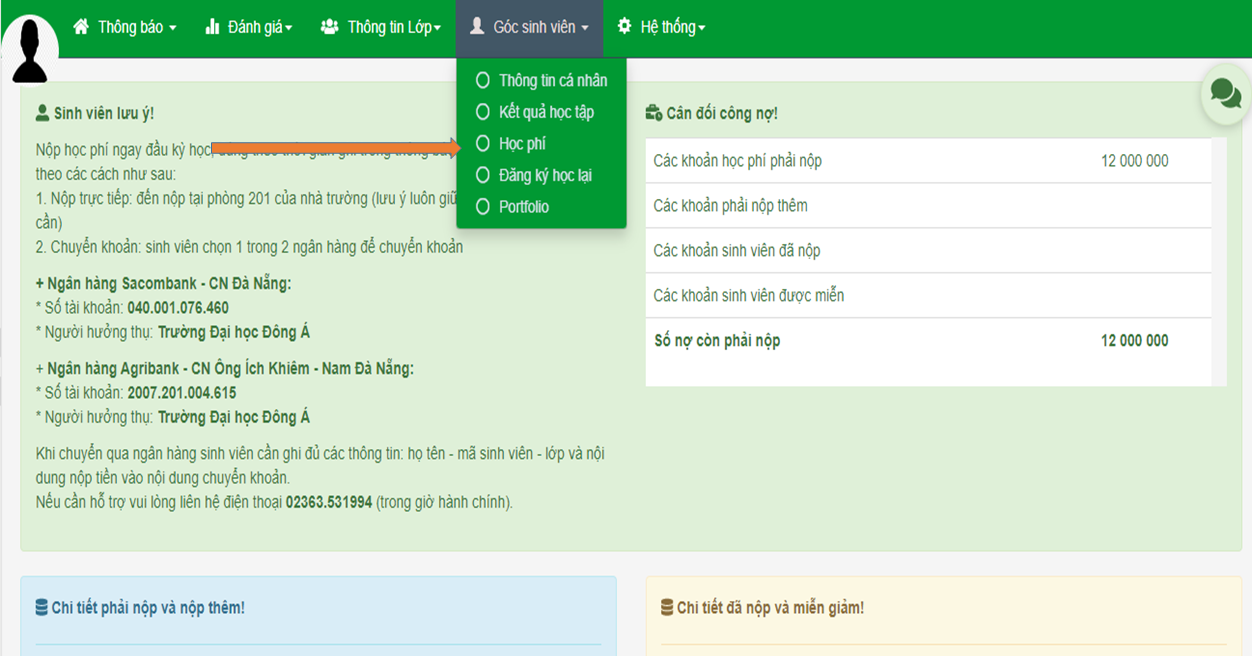 Thông báo
Đánh giá
Thông tin Lớp
Góc sinh viên
Hệ thống
Thông tin cá nhân
Kết quả học tập
Học phí
Đăng ký học lại
Portfolio
Sinh viên lưu ý!
Nộp học phí ngay đầu kỳ học,
theo các cách như sau:
1. Nộp trực tiếp: đến nộp tại phòng 201 của nhà trường (lưu ý luôn giữ
cần)
2. Chuyển khoản: sinh viên chọn 1 trong 2 ngân hàng để chuyển khoản
+ Ngân hàng Sacombank - CN Đà Nẵng:
* Số tài khoản: 040.001.076.460
* Người hưởng thụ: Trường Đại học Đông Á
+ Ngân hàng Agribank - CN Ông Ích Khiêm - Nam Đà Nẵng:
* Số tài khoản: 2007.201.004.615
* Người hưởng thụ: Trường Đại học Đông Á
Khi chuyển qua ngân hàng sinh viên cần ghi đủ các thông tin: họ tên - mã sinh viên - lớp và nội
dung nộp tiền vào nội dung chuyển khoản.
Nếu cần hỗ trợ vui lòng liên hệ điện thoại 02363.531994 (trong giờ hành chính).
Cân đối công nợ!
Các khoản học phí phải nộp 12 000 000
Các khoản phải nộp thêm
Các khoản sinh viên đã nộp
Các khoản sinh viên được miễn
Số nợ còn phải nộp 12 000 000
Chi tiết phải nộp và nộp thêm!
Chi tiết đã nộp và miễn giảm!